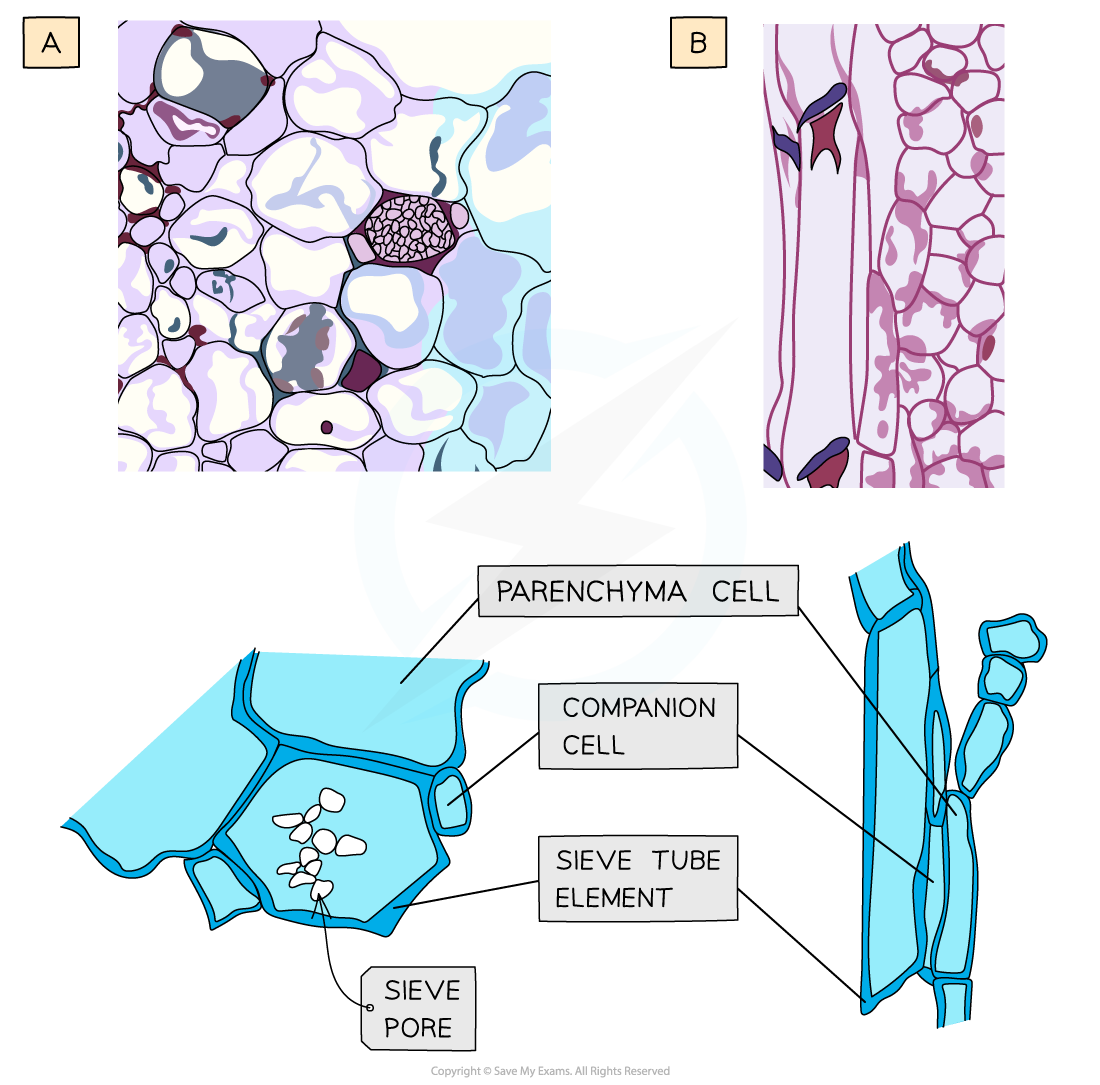 A
B
PARENCHYMA CELL
COMPANION
CELL
SIEVE TUBE
ELEMENT
SIEVE
PORE
Copyright © Save My Exams. All Rights Reserved